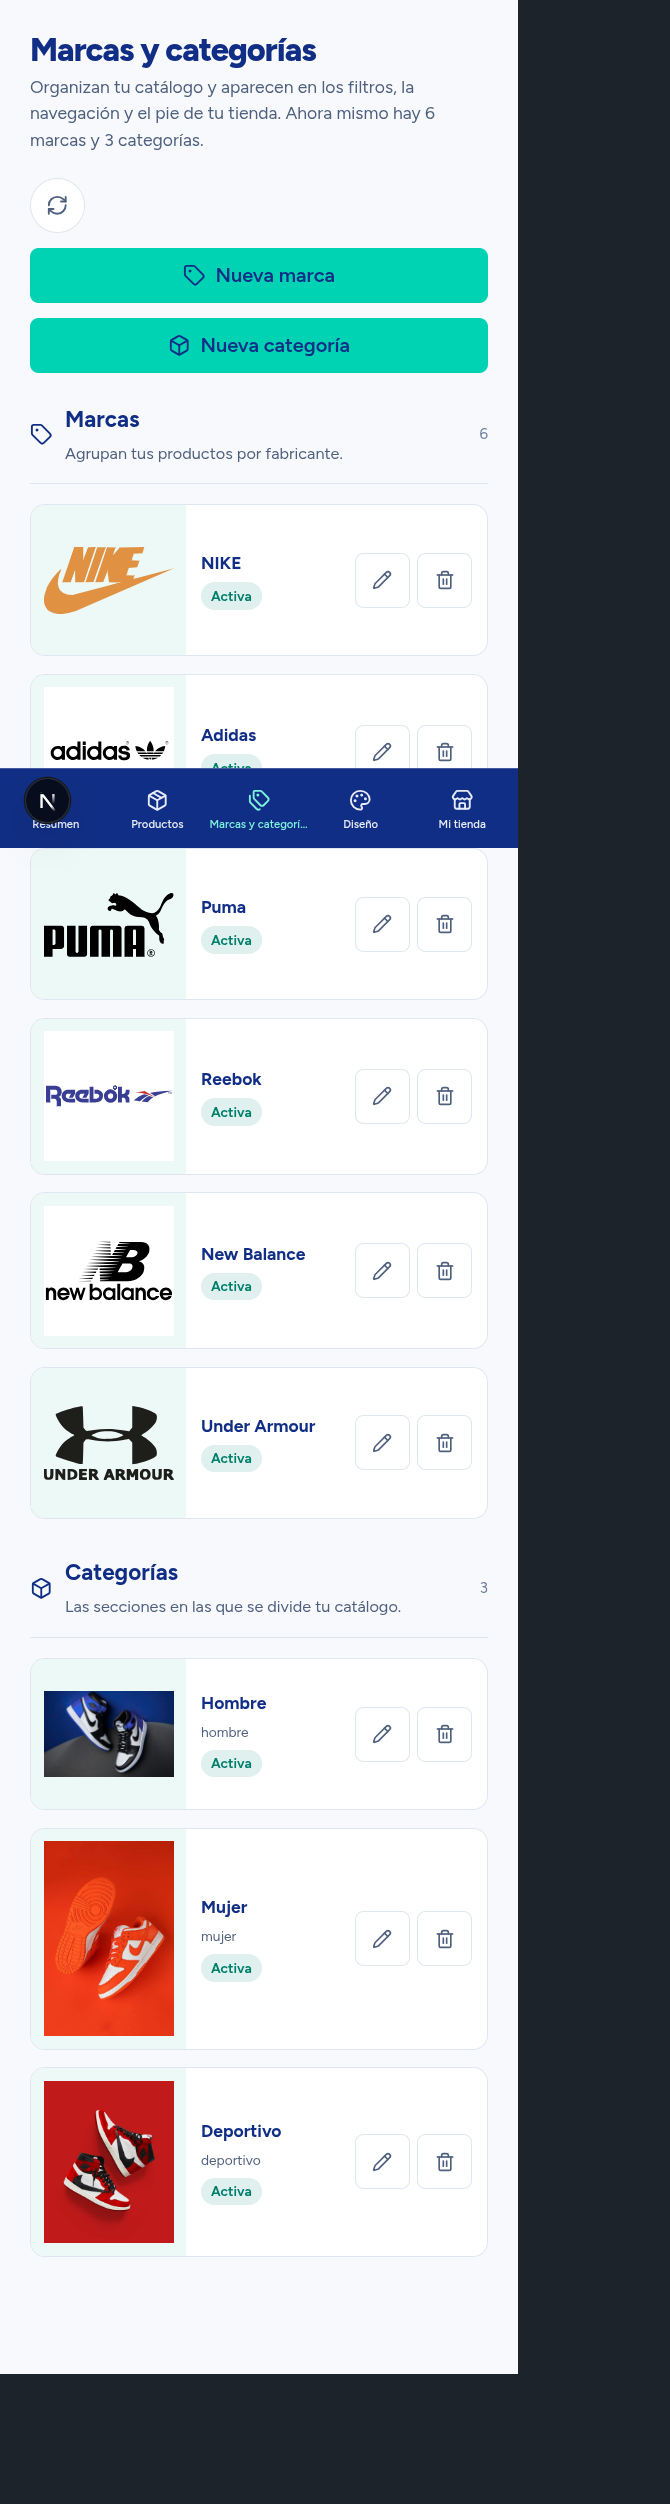 Marcas y categorías
Organizan tu catálogo y aparecen en los filtros, la
navegación y el pie de tu tienda. Ahora mismo hay 6
marcas y 3 categorías.
Nueva marca
Nueva categoría
Marcas
Agrupan tus productos por fabricante.
6
NIKE
NIKE
Activa
adidas
Adidas
Activa
N
Resumen
Productos
Marcas y categorí...
Diseño
Mi tienda
PUMA
®
Puma
Activa
Reebok
Reebok
Activa
NB
new balance
New Balance
Activa
UNDER ARMOUR
Under Armour
Activa
Categorías
Las secciones en las que se divide tu catálogo.
3
Hombre
hombre
Activa
Mujer
mujer
Activa
Deportivo
deportivo
Activa